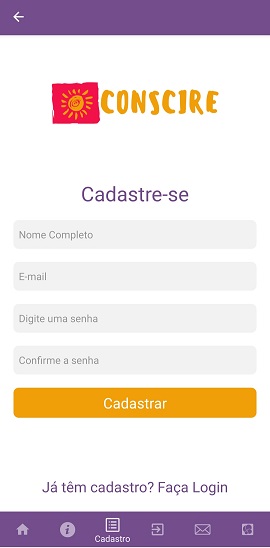 CONSCIRE
Cadastre-se
Nome Completo
E-mail
Digite uma senha
Confirme a senha
Cadastrar
Já têm cadastro? Faça Login
Cadastro